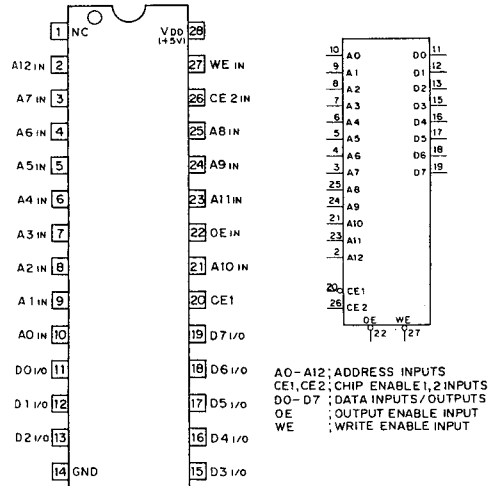 1 NC VDD 28
(+5V)
A12 IN 2 27 WE IN
A7 IN 3 26 CE 2 IN
A6 IN 4 25 A8 IN
A5 IN 5 24 A9 IN
A4 IN 6 23 A11 IN
A3 IN 7 22 OE IN
A2 IN 8 21 A10 IN
A1 IN 9 20 CE1
A0 IN 10 19 D7 I/O
D0 I/O 11 18 D6 I/O
D1 I/O 12 17 D5 I/O
D2 I/O 13 16 D4 I/O
14 GND 15 D3 I/O
10 A0 D0 11
9 A1 D1 12
8 A2 D2 13
7 A3 D3 15
6 A4 D4 16
5 A5 D5 17
4 A6 D6 18
3 A7 D7 19
25 A8
24 A9
21 A10
23 A11
2 A12
20 CE1
26 CE2
OE WE
22 27
A0-A12; ADDRESS INPUTS
CE1,CE2; CHIP ENABLE 1,2 INPUTS
D0-D7 ; DATA INPUTS/OUTPUTS
OE ; OUTPUT ENABLE INPUT
WE ; WRITE ENABLE INPUT